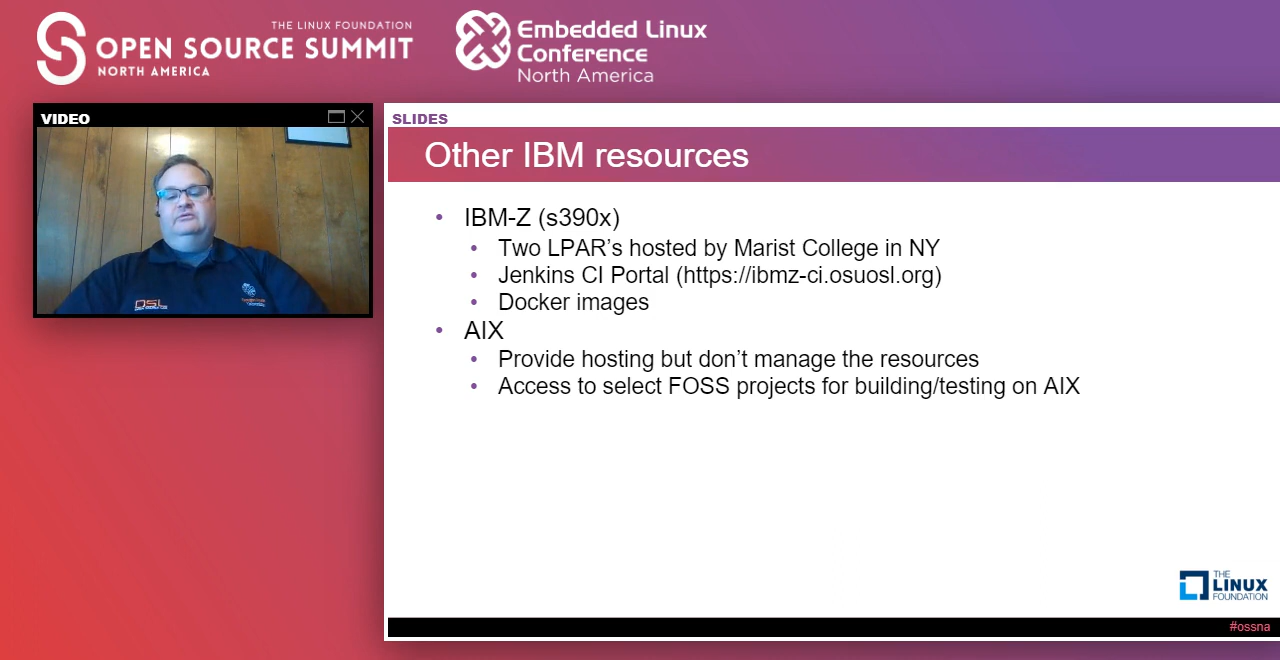 THE LINUX FOUNDATION
OPEN SOURCE SUMMIT
NORTH AMERICA
Embedded Linux
Conference
North America
VIDEO
OSL
SLIDES
Other IBM resources
• IBM-Z (s390x)
• Two LPAR’s hosted by Marist College in NY
• Jenkins CI Portal (https://ibmz-ci.osuosl.org)
• Docker images
• AIX
• Provide hosting but don’t manage the resources
• Access to select FOSS projects for building/testing on AIX
THE
LINUX
FOUNDATION
#ossna